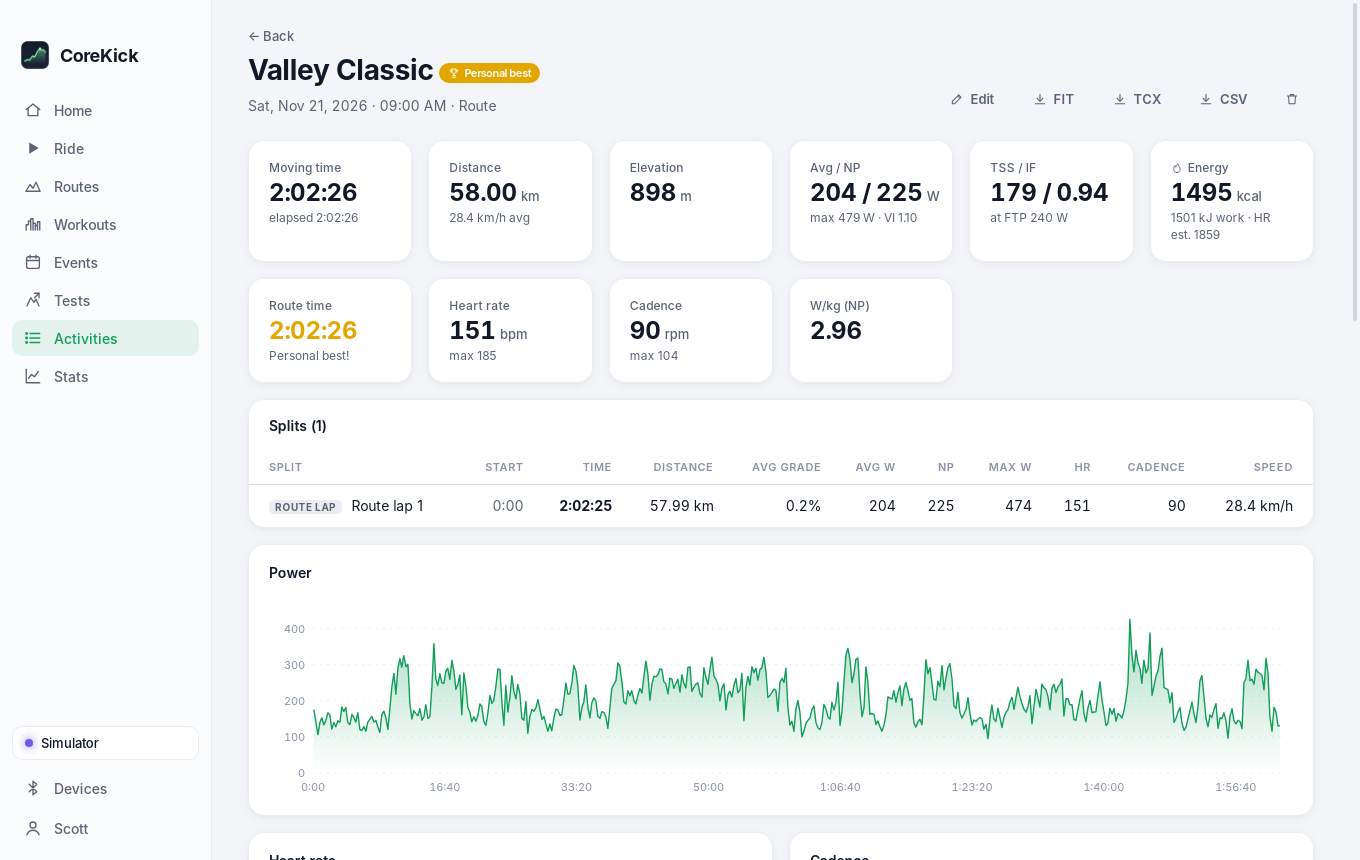 CoreKick
Home
Ride
Routes
Workouts
Events
Tests
Activities
Stats
Simulator
Devices
Scott
← Back
Valley Classic Personal best
Sat, Nov 21, 2026 · 09:00 AM · Route
Edit FIT TCX CSV
Moving time
2:02:26
elapsed 2:02:26
Distance
58.00 km
28.4 km/h avg
Elevation
898 m
Avg / NP
204 / 225 W
max 479 W · VI 1.10
TSS / IF
179 / 0.94
at FTP 240 W
Energy
1495 kcal
1501 kJ work · HR
est. 1859
Route time
2:02:26
Personal best!
Heart rate
151 bpm
max 185
Cadence
90 rpm
max 104
W/kg (NP)
2.96
Splits (1)
SPLIT START TIME DISTANCE AVG GRADE AVG W NP MAX W HR CADENCE SPEED
ROUTE LAP Route lap 1 0:00 2:02:25 57.99 km 0.2% 204 225 474 151 90 28.4 km/h
Power
400
300
200
100
0
0:00 16:40 33:20 50:00 1:06:40 1:23:20 1:40:00 1:56:40
Heart rate Cadence